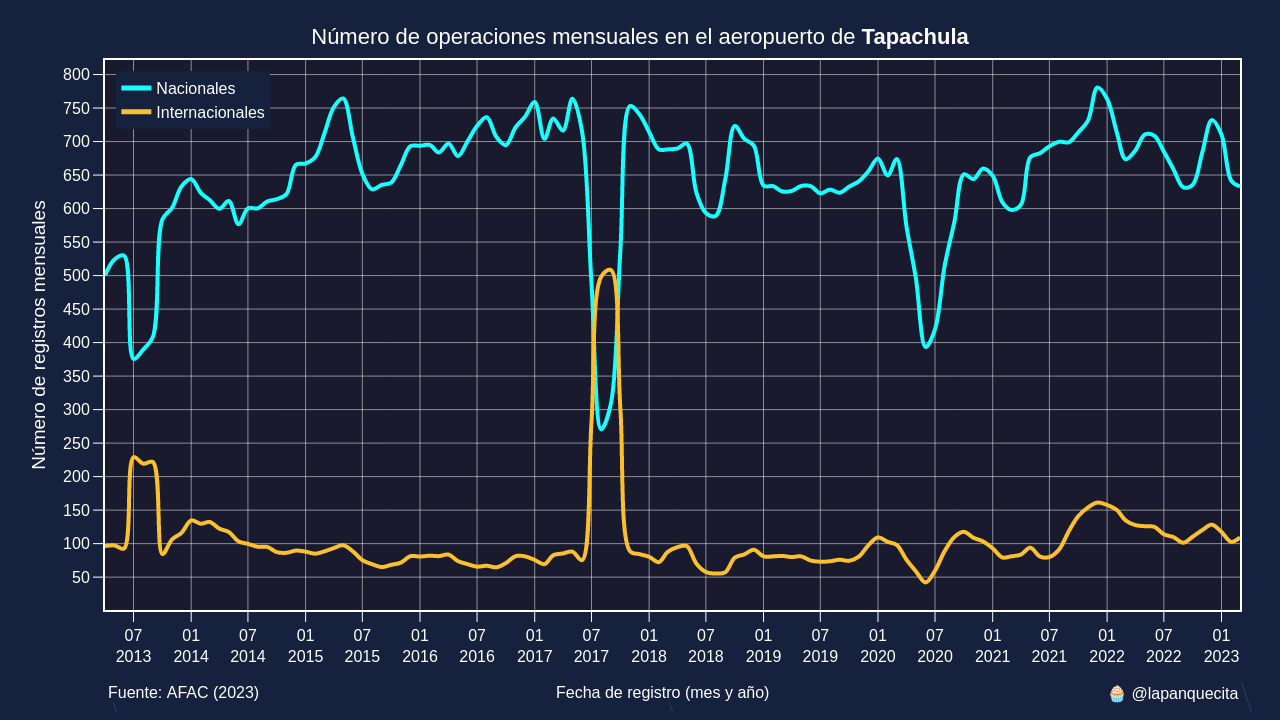 Número de operaciones mensuales en el aeropuerto de Tapachula
Nacionales
Internacionales
Número de registros mensuales
800
750
700
650
600
550
500
450
400
350
300
250
200
150
100
50
07 01 07 01 07 01 07 01 07 01 07 01 07 01 07 01 07 01 07 01
2013 2014 2014 2015 2015 2016 2016 2017 2017 2018 2018 2019 2019 2020 2020 2021 2021 2022 2022 2023
Fuente: AFAC (2023)
Fecha de registro (mes y año)
🧁 @lapanquecita